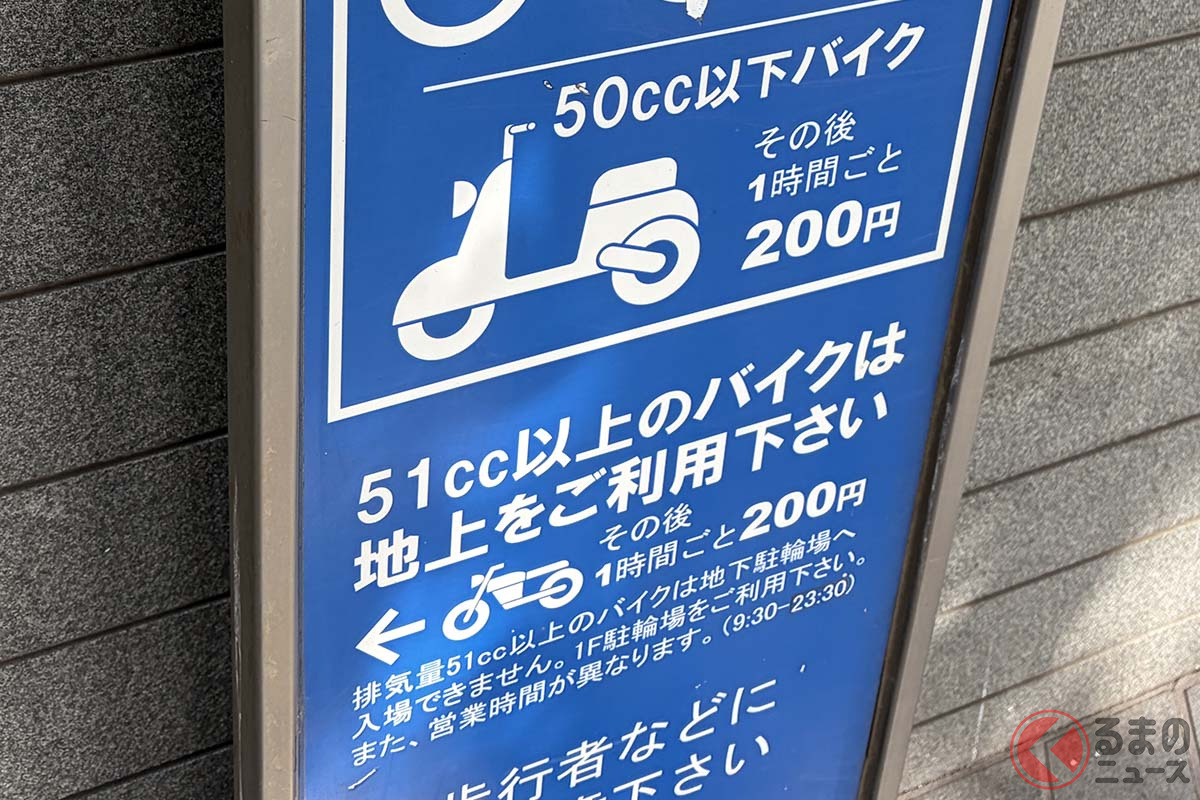 50cc以下バイク
その後
1時間ごと
200円
51cc以上のバイクは
地上をご利用下さい
その後
1時間ごと200円
排気量51cc以上のバイクは地下駐輪場へ
入場できません。1F駐輪場をご利用下さい。
また、営業時間が異なります。(9:30-23:30)
歩行者などに
下さい
くるまの
ニュース